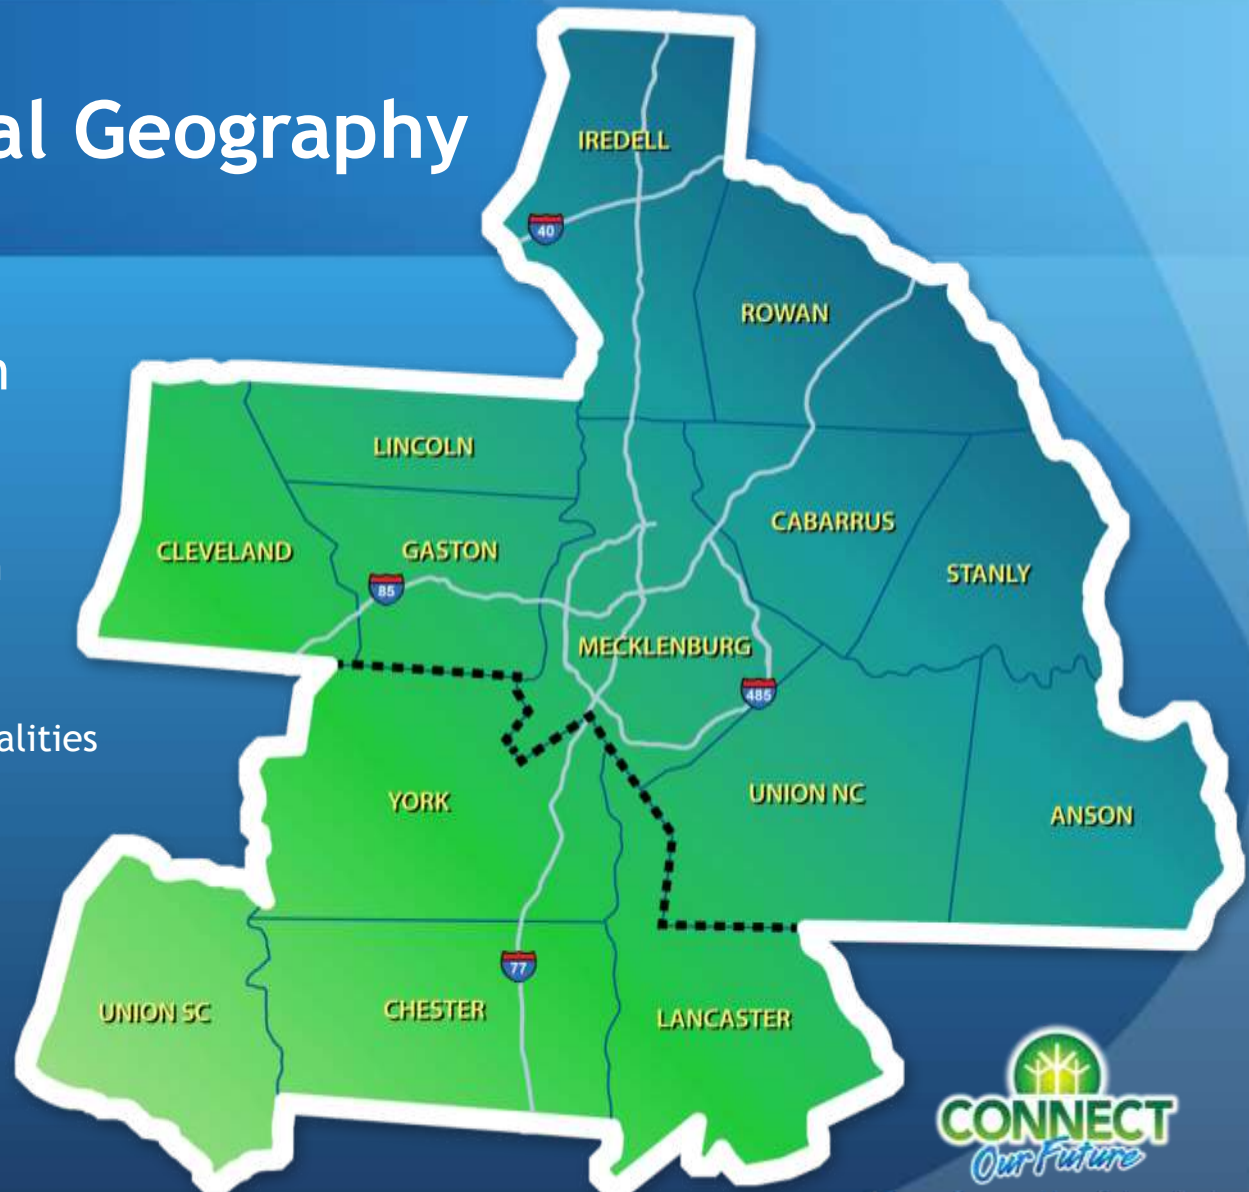 al Geography
IREDELL
40
ROWAN
LINCOLN
CLEVELAND
GASTON
CABARRUS
STANLY
85
MECKLENBURG
485
alities
YORK
UNION NC
ANSON
77
UNION SC
CHESTER
LANCASTER
CONNECT
Our Future